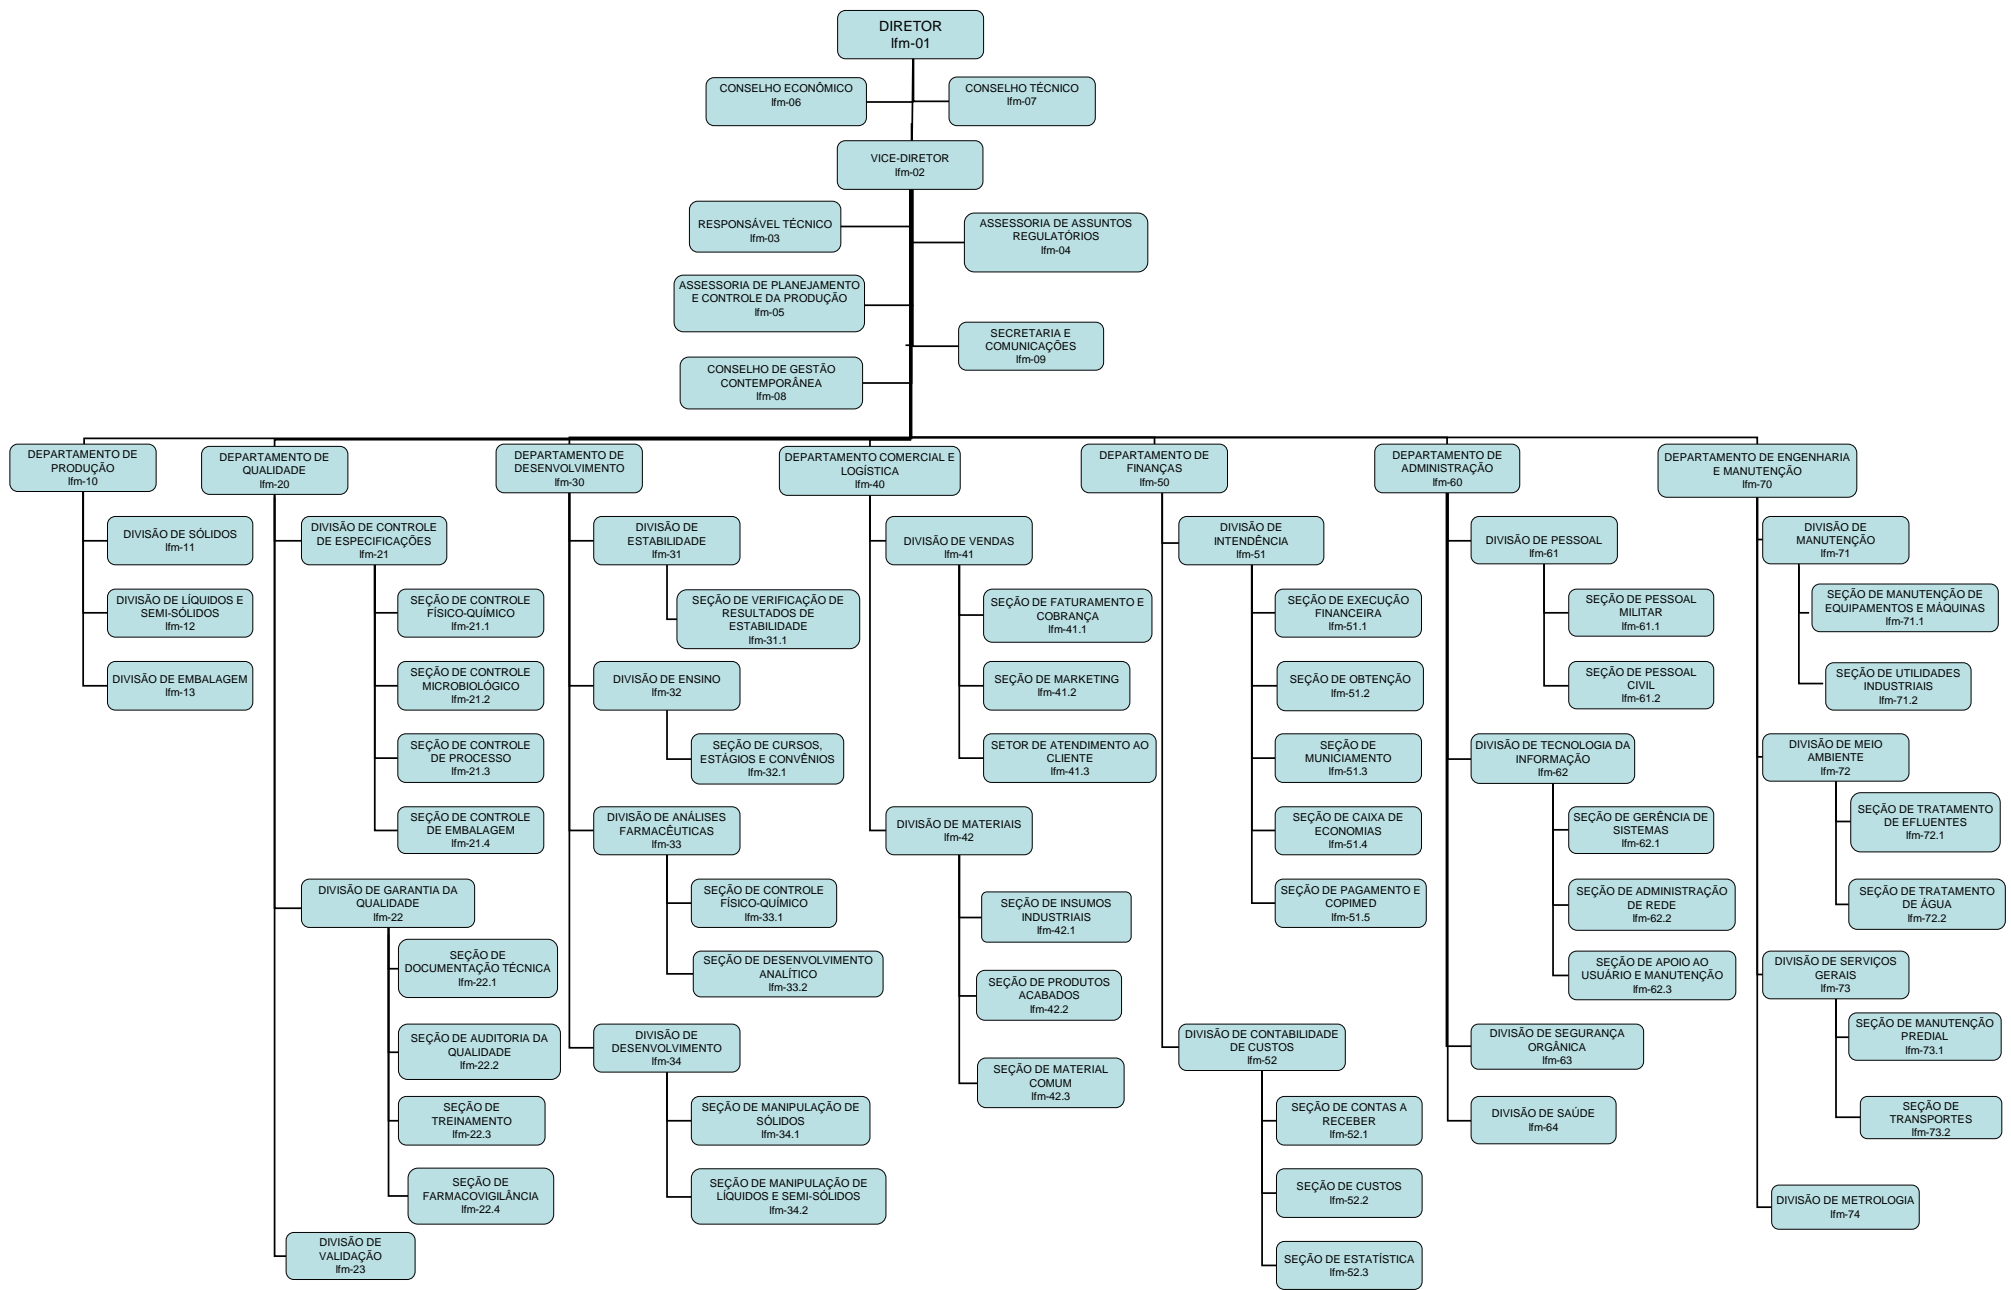 DIRETOR
lfm-01
CONSELHO ECONÔMICO
lfm-06
CONSELHO TÉCNICO
lfm-07
VICE-DIRETOR
lfm-02
RESPONSÁVEL TÉCNICO
lfm-03
ASSESSORIA DE ASSUNTOS
REGULATÓRIOS
lfm-04
ASSESSORIA DE PLANEJAMENTO
E CONTROLE DA PRODUÇÃO
lfm-05
SECRETARIA E
COMUNICAÇÕES
lfm-09
CONSELHO DE GESTÃO
CONTEMPORÂNEA
lfm-08
DEPARTAMENTO DE
PRODUÇÃO
lfm-10
DIVISÃO DE SÓLIDOS
lfm-11
DIVISÃO DE LÍQUIDOS E
SEMI-SÓLIDOS
lfm-12
DIVISÃO DE EMBALAGEM
lfm-13
DEPARTAMENTO DE
QUALIDADE
lfm-20
DIVISÃO DE CONTROLE
DE ESPECIFICAÇÕES
lfm-21
SEÇÃO DE CONTROLE
FÍSICO-QUÍMICO
lfm-21.1
SEÇÃO DE CONTROLE
MICROBIOLÓGICO
lfm-21.2
SEÇÃO DE CONTROLE
DE PROCESSO
lfm-21.3
SEÇÃO DE CONTROLE
DE EMBALAGEM
lfm-21.4
DIVISÃO DE GARANTIA DA
QUALIDADE
lfm-22
SEÇÃO DE
DOCUMENTAÇÃO TÉCNICA
lfm-22.1
SEÇÃO DE AUDITORIA DA
QUALIDADE
lfm-22.2
SEÇÃO DE
TREINAMENTO
lfm-22.3
SEÇÃO DE
FARMACOVIGILÂNCIA
lfm-22.4
DIVISÃO DE
VALIDAÇÃO
lfm-23
DEPARTAMENTO DE
DESENVOLVIMENTO
lfm-30
DIVISÃO DE
ESTABILIDADE
lfm-31
SEÇÃO DE VERIFICAÇÃO DE
RESULTADOS DE
ESTABILIDADE
lfm-31.1
DIVISÃO DE ENSINO
lfm-32
SEÇÃO DE CURSOS,
ESTÁGIOS E CONVÊNIOS
lfm-32.1
DIVISÃO DE ANÁLISES
FARMACÊUTICAS
lfm-33
SEÇÃO DE CONTROLE
FÍSICO-QUÍMICO
lfm-33.1
SEÇÃO DE DESENVOLVIMENTO
ANALÍTICO
lfm-33.2
DIVISÃO DE
DESENVOLVIMENTO
lfm-34
SEÇÃO DE MANIPULAÇÃO DE
SÓLIDOS
lfm-34.1
SEÇÃO DE MANIPULAÇÃO DE
LÍQUIDOS E SEMI-SÓLIDOS
lfm-34.2
DEPARTAMENTO COMERCIAL E
LOGÍSTICA
lfm-40
DIVISÃO DE VENDAS
lfm-41
SEÇÃO DE FATURAMENTO E
COBRANÇA
lfm-41.1
SEÇÃO DE MARKETING
lfm-41.2
SETOR DE ATENDIMENTO AO
CLIENTE
lfm-41.3
DIVISÃO DE MATERIAIS
lfm-42
SEÇÃO DE INSUMOS
INDUSTRIAIS
lfm-42.1
SEÇÃO DE PRODUTOS
ACABADOS
lfm-42.2
SEÇÃO DE MATERIAL
COMUM
lfm-42.3
DEPARTAMENTO DE
FINANÇAS
lfm-50
DIVISÃO DE
INTENDÊNCIA
lfm-51
SEÇÃO DE EXECUÇÃO
FINANCEIRA
lfm-51.1
SEÇÃO DE OBTENÇÃO
lfm-51.2
SEÇÃO DE
MUNICIAMENTO
lfm-51.3
SEÇÃO DE CAIXA DE
ECONOMIAS
lfm-51.4
SEÇÃO DE PAGAMENTO E
COPIMED
lfm-51.5
DIVISÃO DE CONTABILIDADE
DE CUSTOS
lfm-52
SEÇÃO DE CONTAS A
RECEBER
lfm-52.1
SEÇÃO DE CUSTOS
lfm-52.2
SEÇÃO DE ESTATÍSTICA
lfm-52.3
DEPARTAMENTO DE
ADMINISTRAÇÃO
lfm-60
DIVISÃO DE PESSOAL
lfm-61
SEÇÃO DE PESSOAL
MILITAR
lfm-61.1
SEÇÃO DE PESSOAL
CIVIL
lfm-61.2
DIVISÃO DE TECNOLOGIA DA
INFORMAÇÃO
lfm-62
SEÇÃO DE GERÊNCIA DE
SISTEMAS
lfm-62.1
SEÇÃO DE ADMINISTRAÇÃO
DE REDE
lfm-62.2
SEÇÃO DE APOIO AO
USUÁRIO E MANUTENÇÃO
lfm-62.3
DIVISÃO DE SEGURANÇA
ORGÂNICA
lfm-63
DIVISÃO DE SAÚDE
lfm-64
DEPARTAMENTO DE ENGENHARIA
E MANUTENÇÃO
lfm-70
DIVISÃO DE
MANUTENÇÃO
lfm-71
SEÇÃO DE MANUTENÇÃO DE
EQUIPAMENTOS E MÁQUINAS
lfm-71.1
SEÇÃO DE UTILIDADES
INDUSTRIAIS
lfm-71.2
DIVISÃO DE MEIO
AMBIENTE
lfm-72
SEÇÃO DE TRATAMENTO
DE EFLUENTES
lfm-72.1
SEÇÃO DE TRATAMENTO
DE ÁGUA
lfm-72.2
DIVISÃO DE SERVIÇOS
GERAIS
lfm-73
SEÇÃO DE MANUTENÇÃO
PREDIAL
lfm-73.1
SEÇÃO DE
TRANSPORTES
lfm-73.2
DIVISÃO DE METROLOGIA
lfm-74